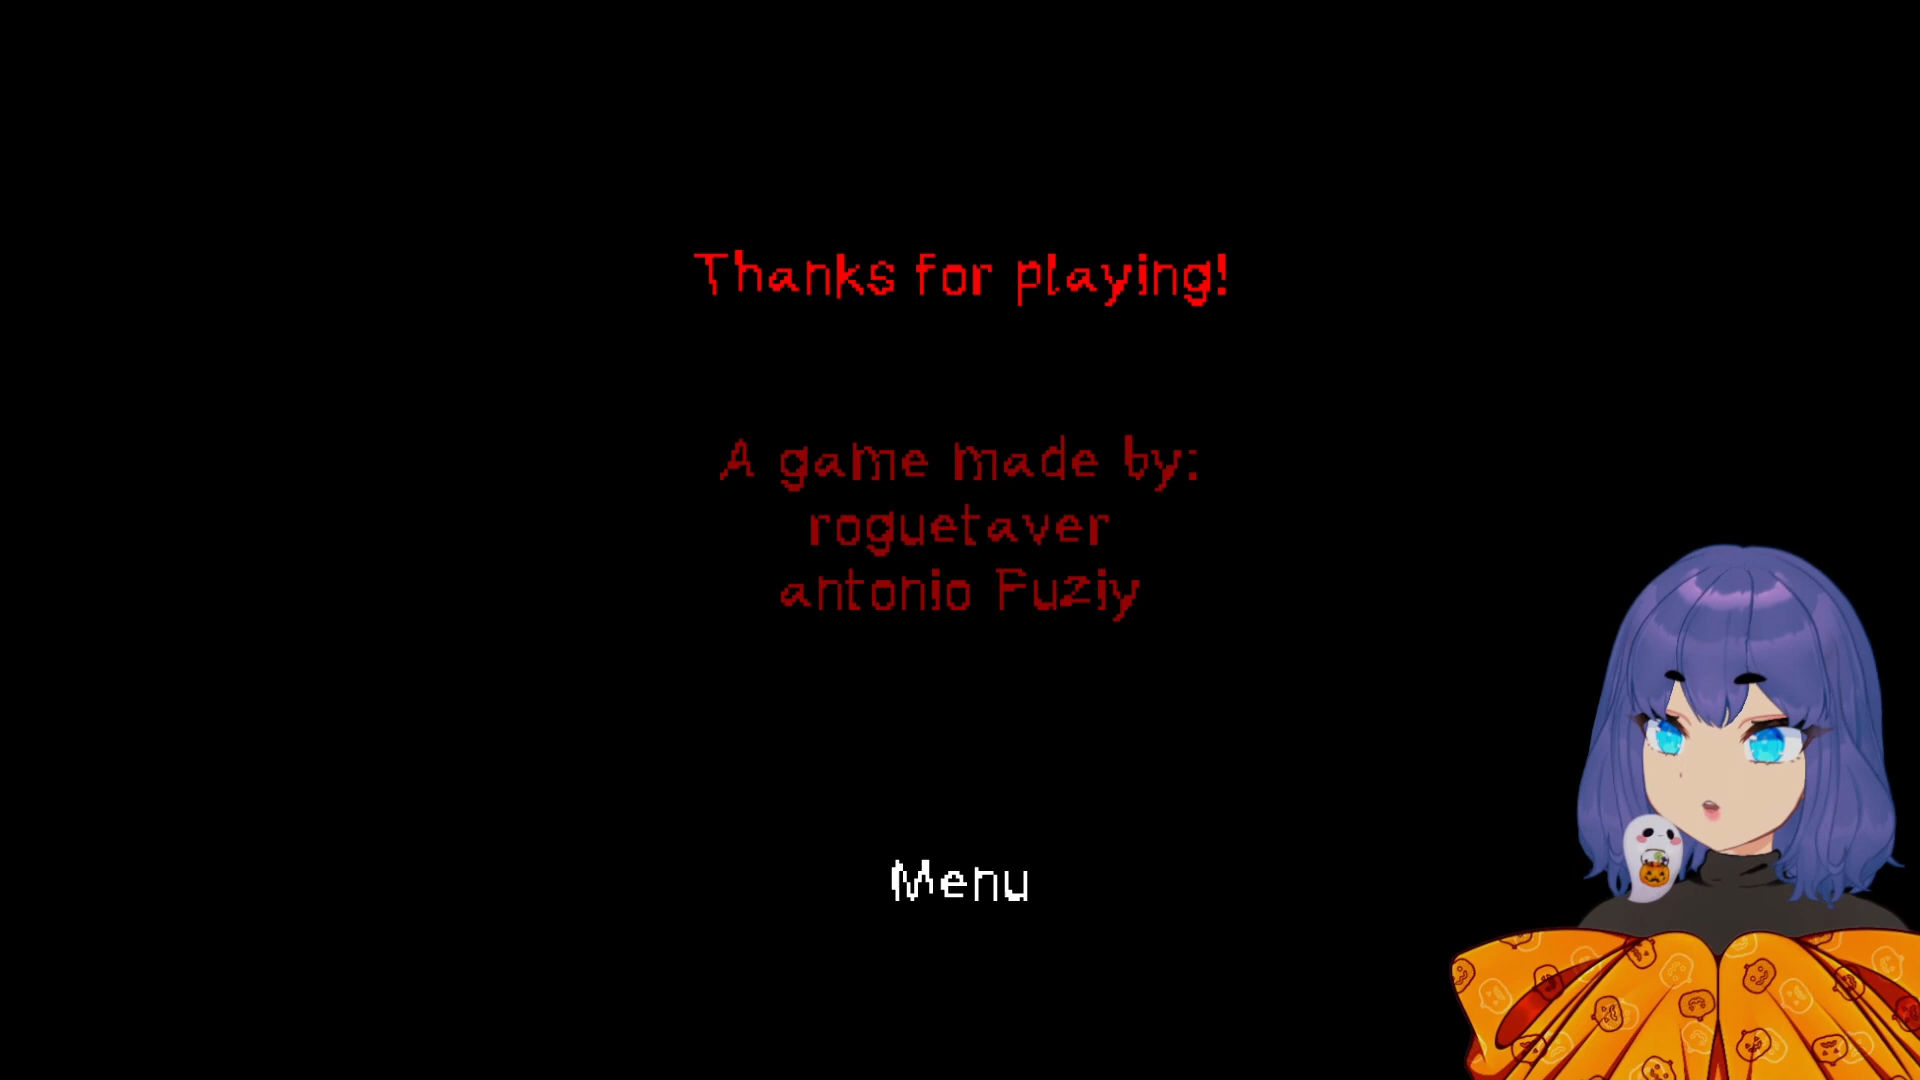 Thanks for playing!
A game made by:
roguetaver
antonio Fuziy
Menu